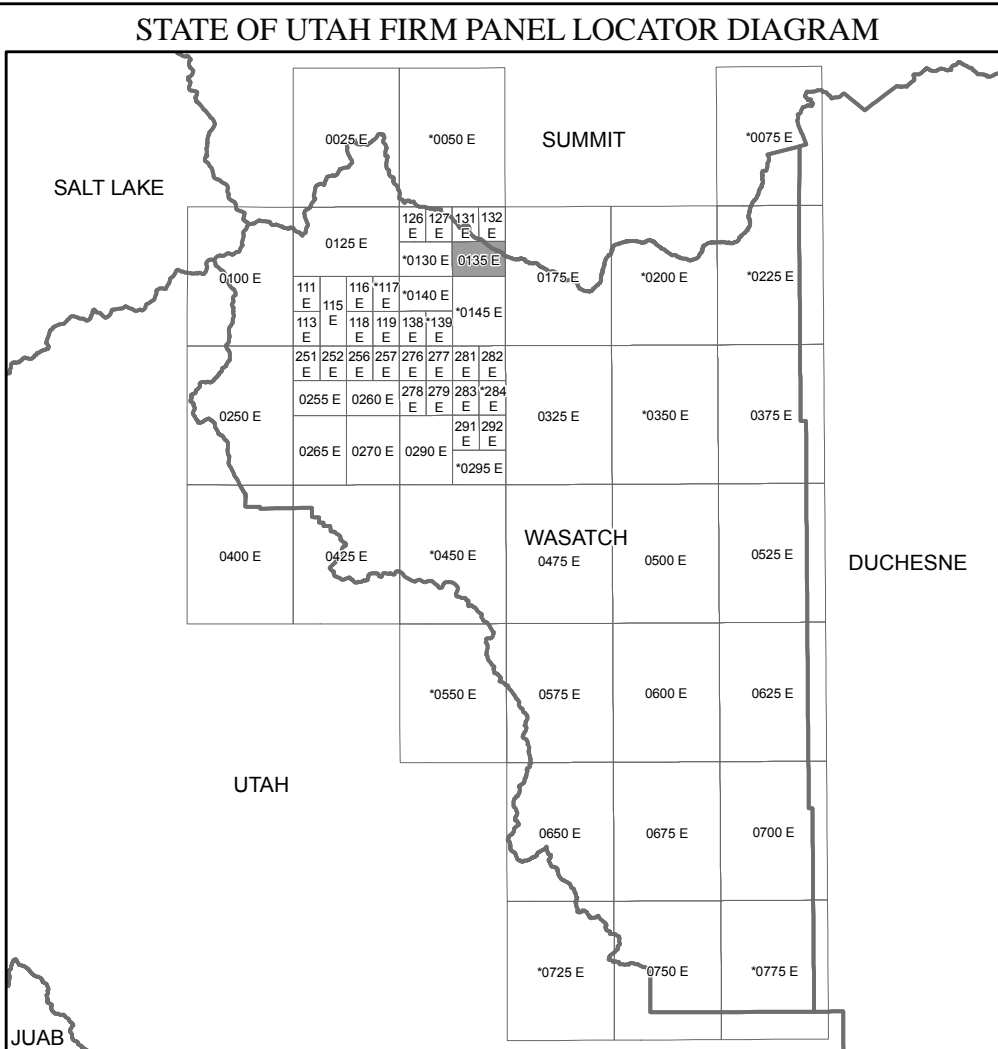 STATE OF UTAH FIRM PANEL LOCATOR DIAGRAM
0025 E
*0050 E
SUMMIT
*0075 E
SALT LAKE
126 E
127 E
131 E
132 E
0125 E
*0130 E
0135 E
0100 E
0175 E
*0200 E
*0225 E
111 E
115 E
116 E
*117 E
*0140 E
*0145 E
113 E
118 E
119 E
138 E
*139 E
251 E
252 E
256 E
257 E
276 E
277 E
281 E
282 E
0250 E
0255 E
0260 E
278 E
279 E
283 E
*284 E
0325 E
*0350 E
0375 E
0265 E
0270 E
0290 E
291 E
292 E
*0295 E
WASATCH
0400 E
0425 E
*0450 E
0475 E
0500 E
0525 E
DUCHESNE
*0550 E
0575 E
0600 E
0625 E
UTAH
0650 E
0675 E
0700 E
*0725 E
0750 E
*0775 E
JUAB